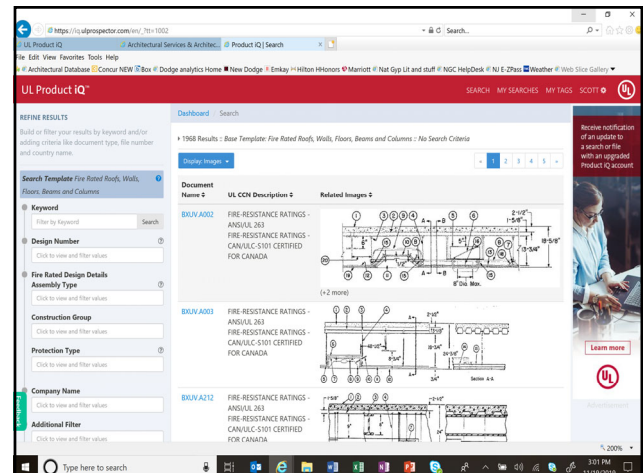 https://iq.ulprospector.com/en/_?tt=1002
Search...
UL Product iQ
Architectural Services & Architec...
Product iQ | Search
File Edit View Favorites Tools Help
Architectural Database Concur NEW Box Dodge analytics Home New Dodge Emkay Hilton HHonors Marriott Nat Gyp Lit and stuff NGC HelpDesk NJ E-ZPass Weather Web Slice Gallery
UL Product iQ™
SEARCH MY SEARCHES MY TAGS SCOTT
UL
REFINE RESULTS
Build or filter your results by keyword and/or
adding criteria like document type, file number
and country name.
Search Template Fire Rated Roofs, Walls,
Floors, Beams and Columns
Keyword
Filter by Keyword Search
Design Number
Click to view and filter values
Fire Rated Design Details
Assembly Type
Click to view and filter values
Construction Group
Click to view and filter values
Protection Type
Click to view and filter values
Company Name
Click to view and filter values
Additional Filter
Click to view and filter values
Feedback
Dashboard Search
1968 Results :: Base Template: Fire Rated Roofs, Walls, Floors, Beams and Columns :: No Search Criteria
Display: Images
« 1 2 3 4 5 »
Document
Name UL CCN Description Related Images
BXUV.A002 FIRE-RESISTANCE RATINGS -
ANSI/UL 263
FIRE-RESISTANCE RATINGS -
CAN/ULC-S101 CERTIFIED
FOR CANADA
8" Dia. Max.
(+2 more)
BXUV.A003 FIRE-RESISTANCE RATINGS -
ANSI/UL 263
FIRE-RESISTANCE RATINGS -
CAN/ULC-S101 CERTIFIED
FOR CANADA
Section A-A
BXUV.A212 FIRE-RESISTANCE RATINGS -
ANSI/UL 263
FIRE-RESISTANCE RATINGS -
CAN/ULC-S101 CERTIFIED
FOR CANADA
Receive notification
of an update to
a search or file
with an upgraded
Product iQ account
Learn more
UL
Advertisement
200%
Type here to search
3:01 PM
11/19/2019